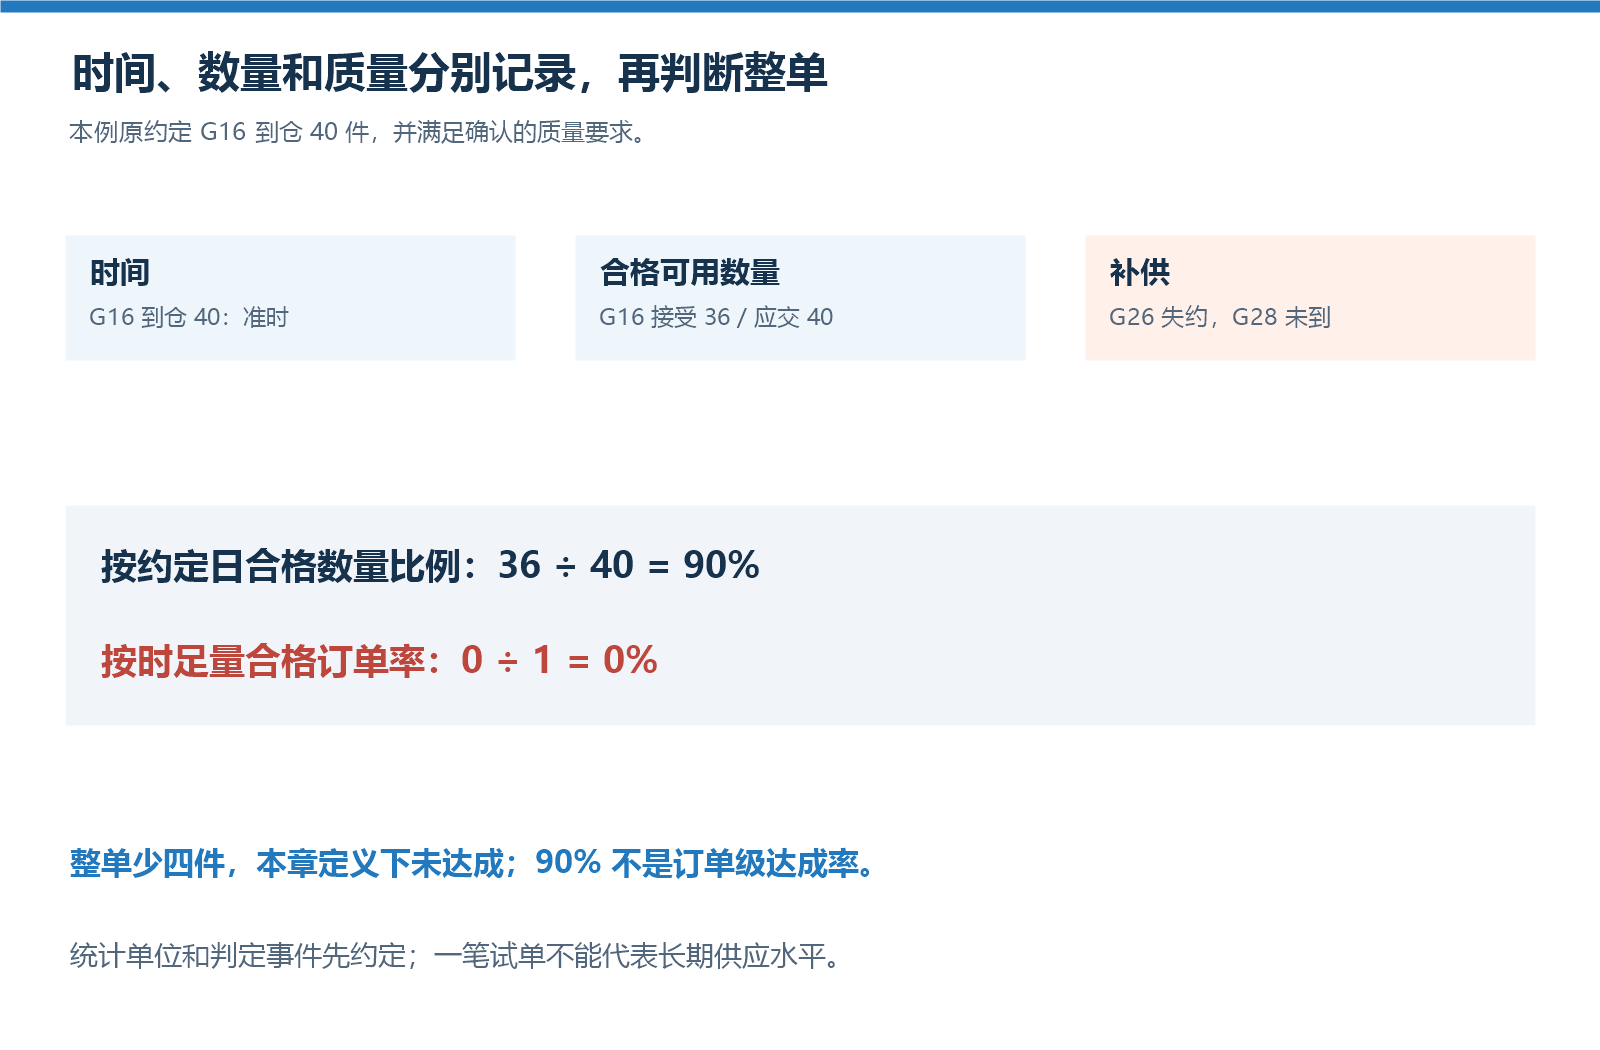 时间、数量和质量分别记录，再判断整单
本例原约定 G16 到仓 40 件，并满足确认的质量要求。
时间
G16 到仓 40：准时
合格可用数量
G16 接受 36 / 应交 40
补供
G26 失约，G28 未到
按约定日合格数量比例：36 ÷ 40 = 90%
按时足量合格订单率：0 ÷ 1 = 0%
整单少四件，本章定义下未达成；90% 不是订单级达成率。
统计单位和判定事件先约定；一笔试单不能代表长期供应水平。